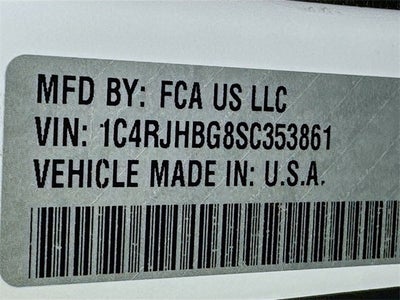 MFD BY: FCA US LLC
VIN: 1C4RJHBG8SC353861
VEHICLE MADE IN: U.S.A.